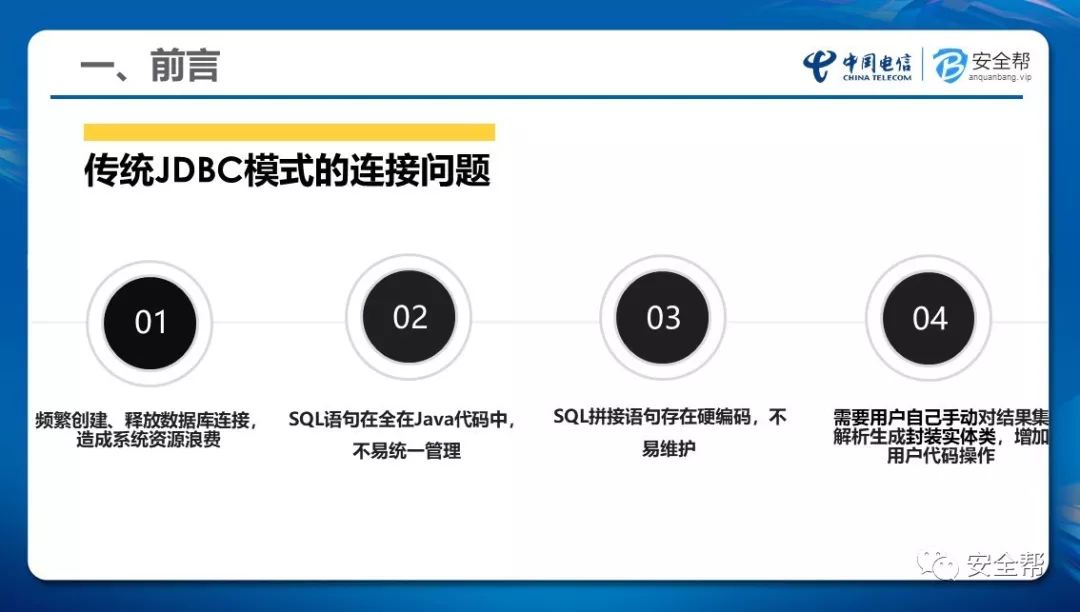 一、前言
中国电信
CHINA TELECOM
安全帮
anquanbang.vip
传统JDBC模式的连接问题
01
02
03
04
频繁创建、释放数据库连接，
造成系统资源浪费
SQL语句在全在Java代码中，
不易统一管理
SQL拼接语句存在硬编码，不
易维护
需要用户自己手动对结果集
解析生成封装实体类，增加
用户代码操作
安全帮